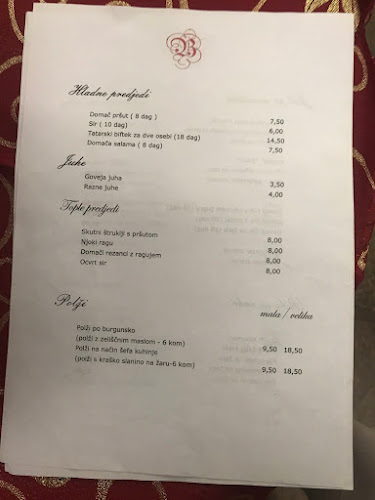 B
Hladne predjedi
Domač pršut ( 8 dag ) 7,50
Sir ( 10 dag) 6,00
Tatarski biftek za dve osebi (18 dag) 14,50
Domača salama ( 8 dag) 7,50
Juhe
Goveja juha 3,50
Razne juhe 4,00
Tople predjedi
Skutni štruklji s pršutom 8,00
Njoki ragu 8,00
Domači rezanci z ragujem 8,00
Ocvrt sir 8,00
Polži mala / velika
Polži po burgunsko
(polži z zeliščnim maslom - 6 kom) 9,50 18,50
Polži na način šefa kuhinje
(polži s kraško slanino na žaru-6 kom) 9,50 18,50